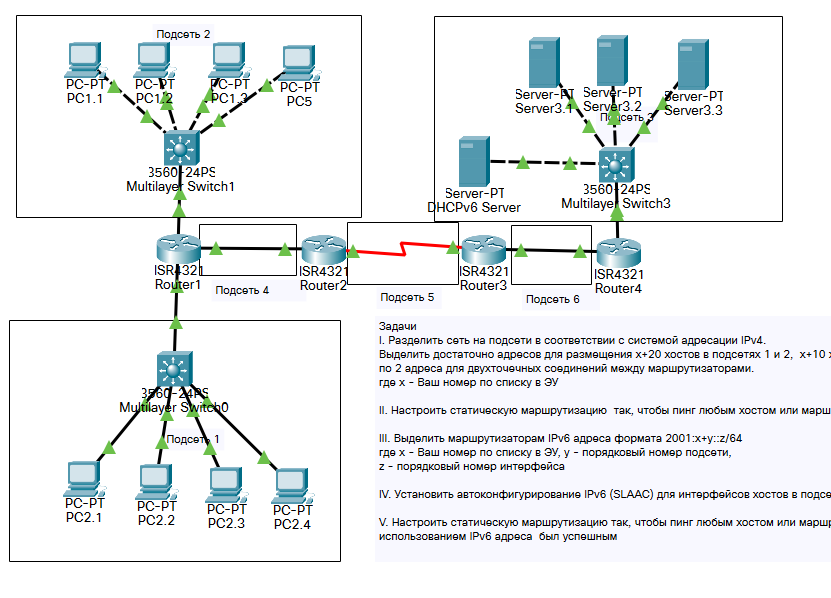 Подсеть 2
PC-PT
PC1.1
PC-PT
PC1.2
PC-PT
PC1.3
PC-PT
PC5
3560-24PS
Multilayer Switch1
Server-PT
Server3.1
Server-PT
Server3.2
Server-PT
Server3.3
Подсеть 3
Server-PT
DHCPv6 Server
3560-24PS
Multilayer Switch3
ISR4321
Router1
Подсеть 4
ISR4321
Router2
Подсеть 5
ISR4321
Router3
Подсеть 6
ISR4321
Router4
3560-24PS
Multilayer Switch0
Подсеть 1
PC-PT
PC2.1
PC-PT
PC2.2
PC-PT
PC2.3
PC-PT
PC2.4
Задачи
I. Разделить сеть на подсети в соответствии с системой адресации IPv4.
Выделить достаточно адресов для размещения x+20 хостов в подсетях 1 и 2, x+10
по 2 адреса для двухточечных соединений между маршрутизаторами.
где x - Ваш номер по списку в ЭУ
II. Настроить статическую маршрутизацию так, чтобы пинг любым хостом или
III. Выделить маршрутизаторам IPv6 адреса формата 2001:x+y::z/64
где x - Ваш номер по списку в ЭУ, y - порядковый номер подсети,
z - порядковый номер интерфейса
IV. Установить автоконфигурирование IPv6 (SLAAC) для интерфейсов хостов в
V. Настроить статическую маршрутизацию так, чтобы пинг любым хостом или
использованием IPv6 адреса был успешным